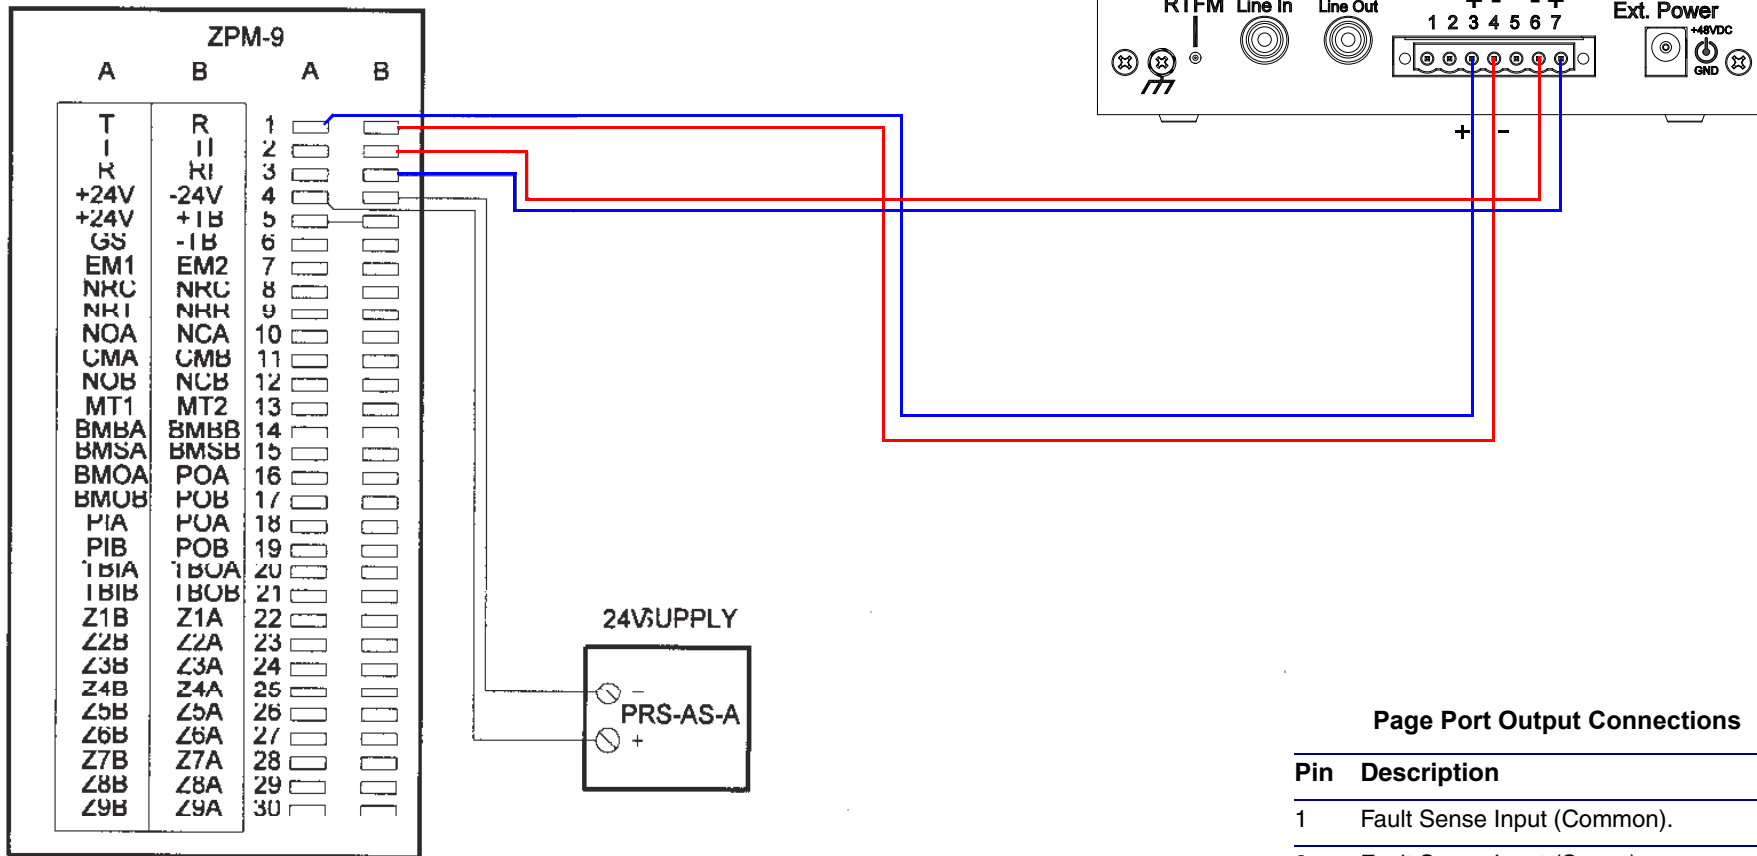 ZPM-9
A B A B
T R 1
T TI 2
R RI 3
+24V -24V 4
+24V +TB 5
GS -TB 6
EM1 EM2 7
NRC NRC 8
NRT NRR 9
NOA NCA 10
CMA CMB 11
NOB NCB 12
MT1 MT2 13
BMBA BMBB 14
BMSA BMSB 15
BMOA POA 16
BMOB POB 17
PIA POA 18
PIB POB 19
TBIA TBOA 20
TBIB TBOB 21
Z1B Z1A 22
Z2B Z2A 23
Z3B Z3A 24
Z4B Z4A 25
Z5B Z5A 26
Z6B Z6A 27
Z7B Z7A 28
Z8B Z8A 29
Z9B Z9A 30
RTFM Line In Line Out
+ - - +
1 2 3 4 5 6 7
Ext. Power
+48VDC
GND
+ -
24VSUPPLY
-
PRS-AS-A
+
Page Port Output Connections
Pin Description
1 Fault Sense Input (Common).